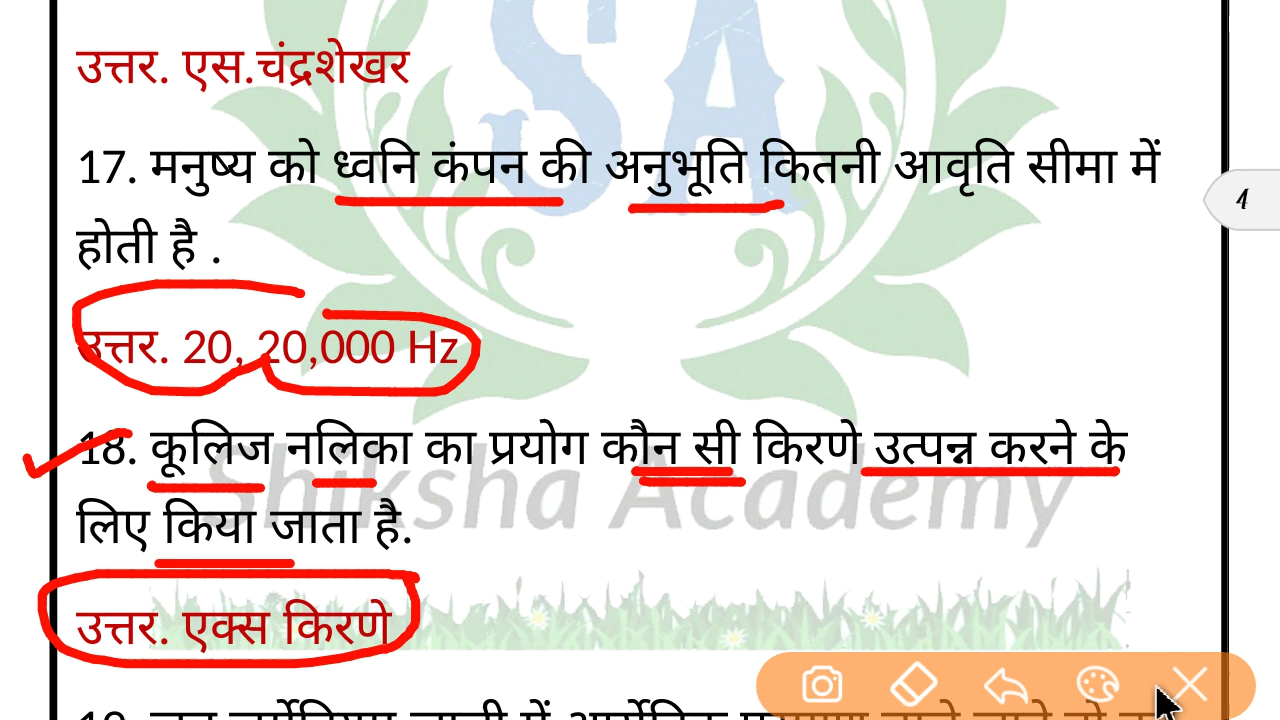 उत्तर. एस.चंद्रशेखर
17. मनुष्य को ध्वनि कंपन की अनुभूति कितनी आवृति सीमा में
होती है .
4
उत्तर. 20, 20,000 Hz
18. कूलिज नलिका का प्रयोग कौन सी किरणे उत्पन्न करने के
लिए किया जाता है.
Shiksha Academy
उत्तर. एक्स किरणे
SA